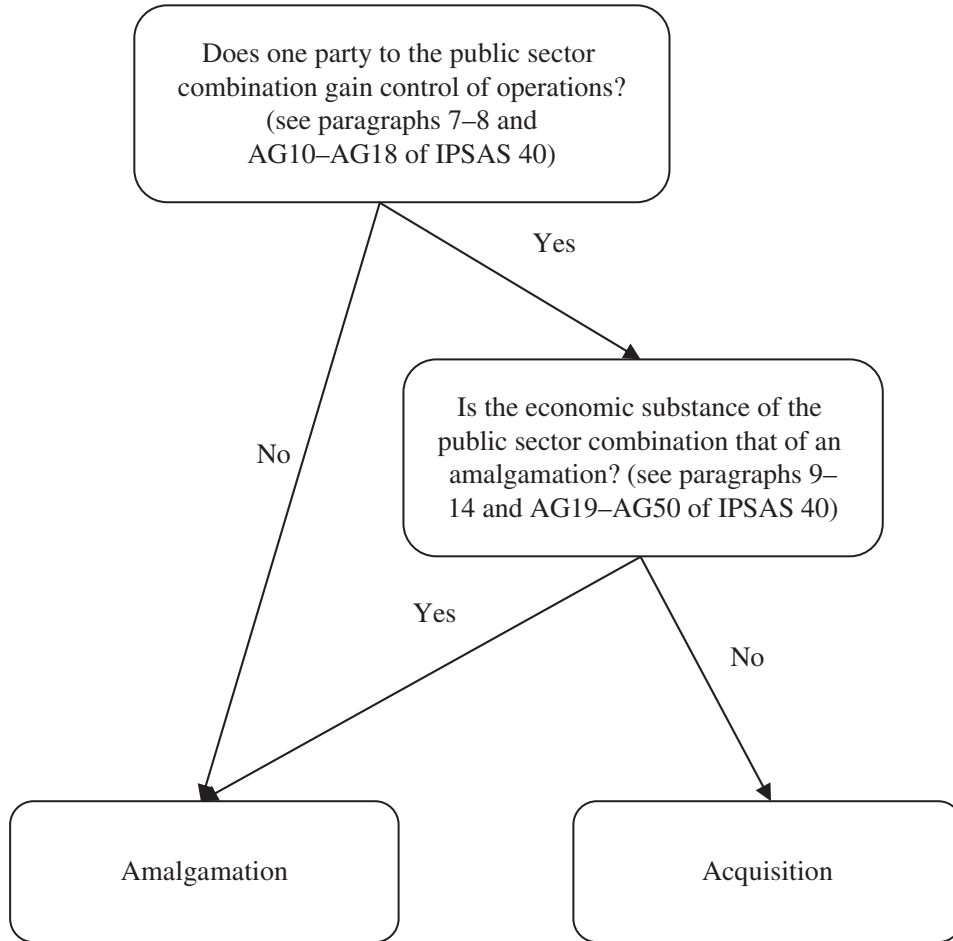 Does one party to the public sector
combination gain control of operations?
(see paragraphs 7–8 and
AG10–AG18 of IPSAS 40)
Yes
Is the economic substance of the
public sector combination that of an
amalgamation? (see paragraphs 9–
14 and AG19–AG50 of IPSAS 40)
No
Yes
No
Amalgamation
Acquisition